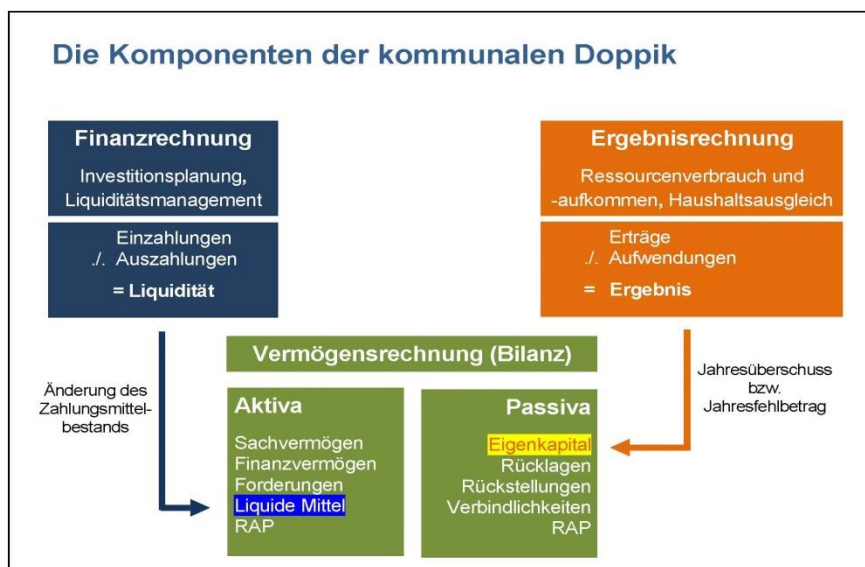 Die Komponenten der kommunalen Doppik
Finanzrechnung
Investitionsplanung,
Liquiditätsmanagement
Einzahlungen
./. Auszahlungen
= Liquidität
Ergebnisrechnung
Ressourcenverbrauch und
-aufkommen, Haushaltsausgleich
Erträge
./. Aufwendungen
= Ergebnis
Änderung des
Zahlungsmittel-
bestands
Vermögensrechnung (Bilanz)
Aktiva
Sachvermögen
Finanzvermögen
Forderungen
Liquide Mittel
RAP
Passiva
Eigenkapital
Rücklagen
Rückstellungen
Verbindlichkeiten
RAP
Jahresüberschuss
bzw.
Jahresfehlbetrag